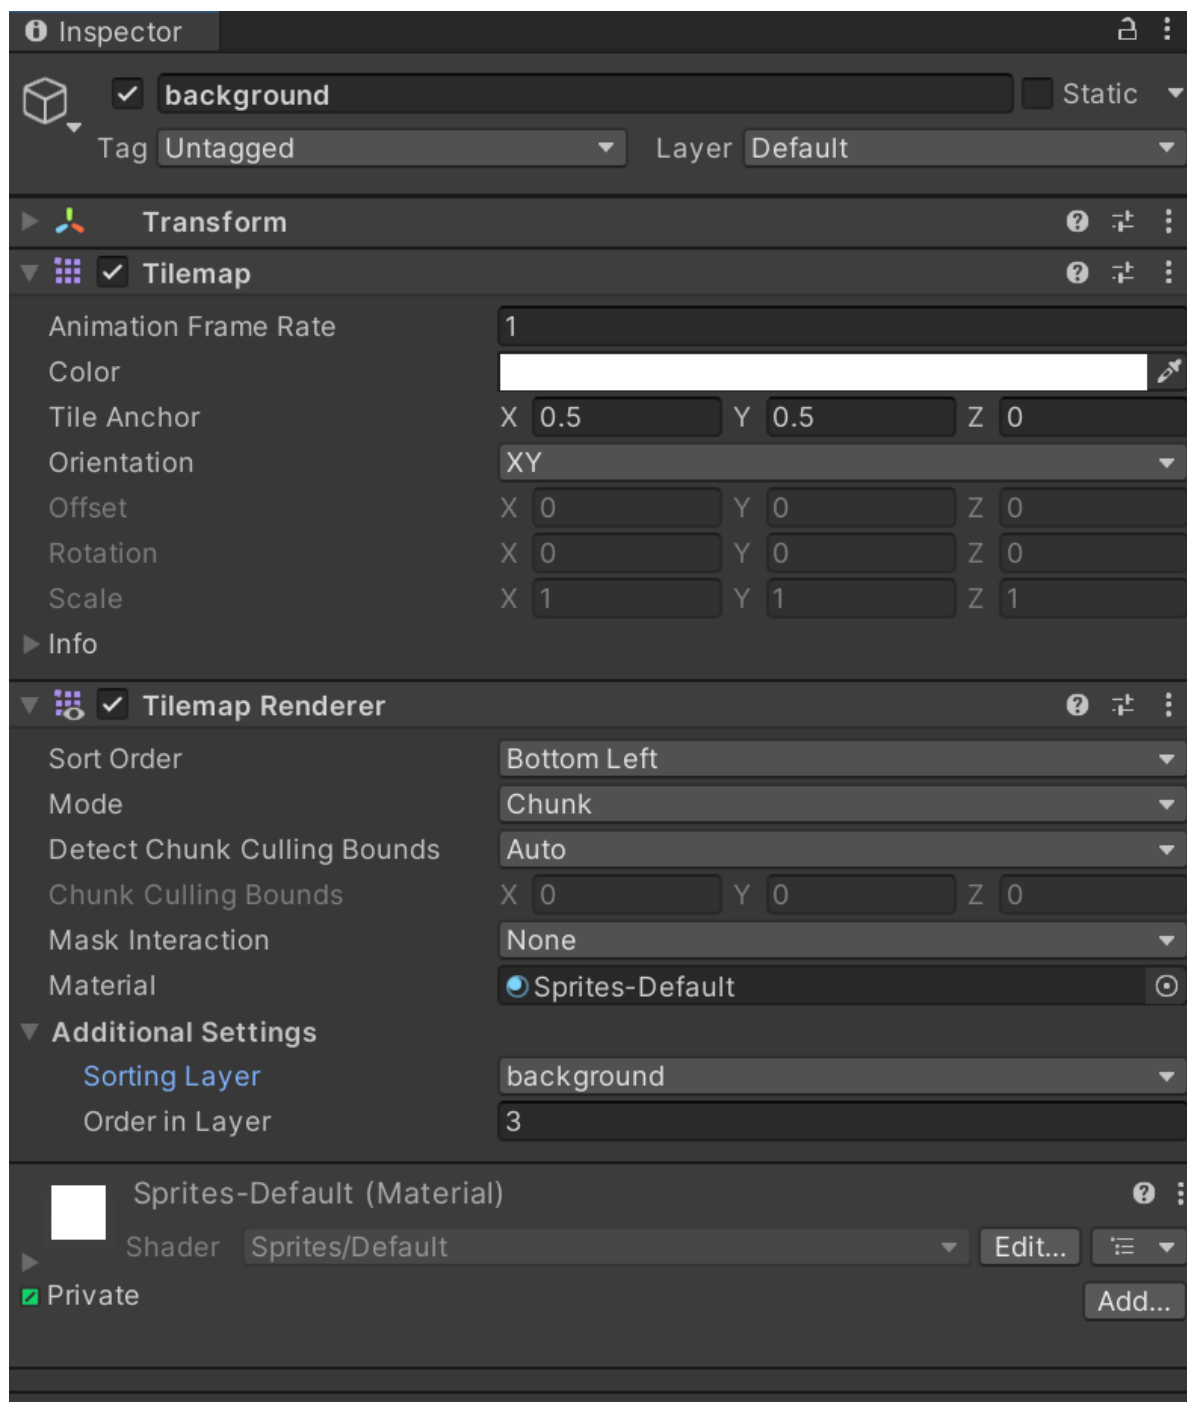 Inspector
background Static
Tag Untagged Layer Default
Transform
Tilemap
Animation Frame Rate 1
Color
Tile Anchor X 0.5 Y 0.5 Z 0
Orientation XY
Offset X 0 Y 0 Z 0
Rotation X 0 Y 0 Z 0
Scale X 1 Y 1 Z 1
Info
Tilemap Renderer
Sort Order Bottom Left
Mode Chunk
Detect Chunk Culling Bounds Auto
Chunk Culling Bounds X 0 Y 0 Z 0
Mask Interaction None
Material Sprites-Default
Additional Settings
Sorting Layer background
Order in Layer 3
Sprites-Default (Material)
Shader Sprites/Default Edit...
Private
Add...